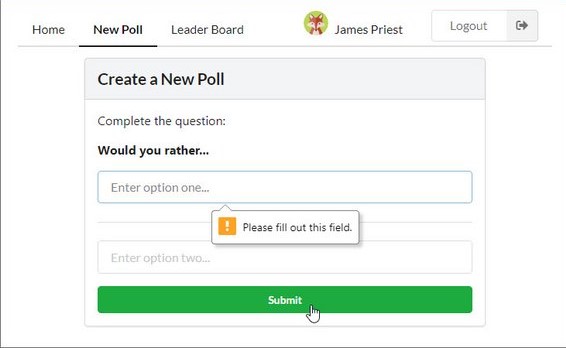 Home New Poll Leader Board James Priest Logout
Create a New Poll
Complete the question:
Would you rather...
Enter option one...
! Please fill out this field.
Enter option two...
Submit